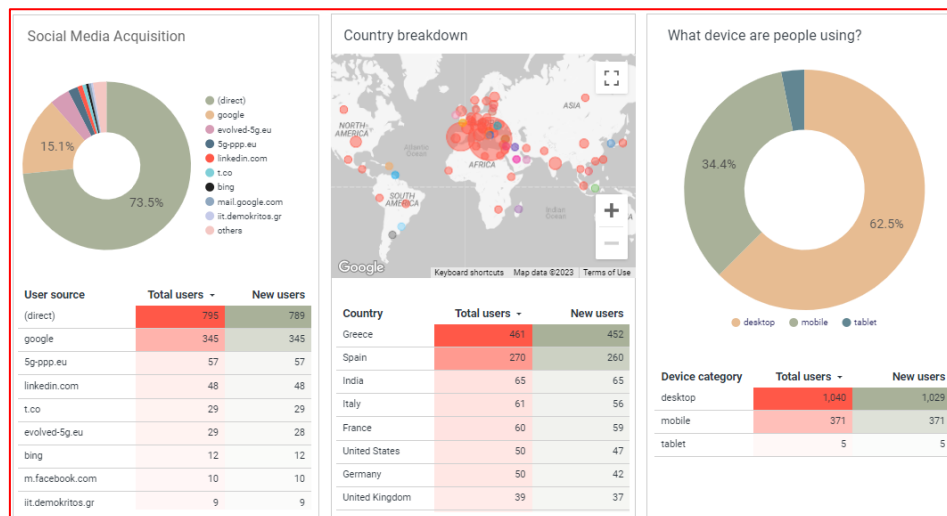 Social Media Acquisition
15.1%
73.5%
(direct)
google
evolved-5g.eu
5g-ppp.eu
linkedin.com
t.co
bing
mail.google.com
iit.demokritos.gr
others
User source Total users New users
(direct) 795 789
google 345 345
5g-ppp.eu 57 57
linkedin.com 48 48
t.co 29 29
evolved-5g.eu 29 28
bing 12 12
m.facebook.com 10 10
iit.demokritos.gr 9 9
Country breakdown
NORTH
AMERICA
Atlantic
Ocean
ASIA
AFRICA
SOUTH
AMERICA
Indian
Ocean
Google
Keyboard shortcuts Map data ©2023 Terms of Use
Country Total users New users
Greece 461 452
Spain 270 260
India 65 65
Italy 61 56
France 60 59
United States 50 47
Germany 50 42
United Kingdom 39 37
What device are people using?
34.4%
62.5%
desktop mobile tablet
Device category Total users New users
desktop 1,040 1,029
mobile 371 371
tablet 5 5